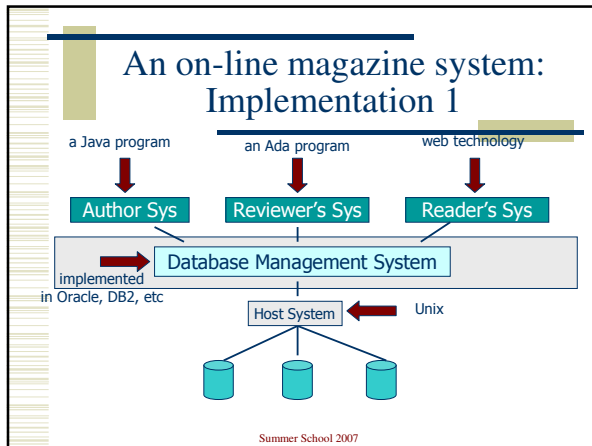 An on-line magazine system:
Implementation 1
a Java program
an Ada program
web technology
Author Sys
Reviewer's Sys
Reader's Sys
Database Management System
implemented
in Oracle, DB2, etc
Host System
Unix
Summer School 2007